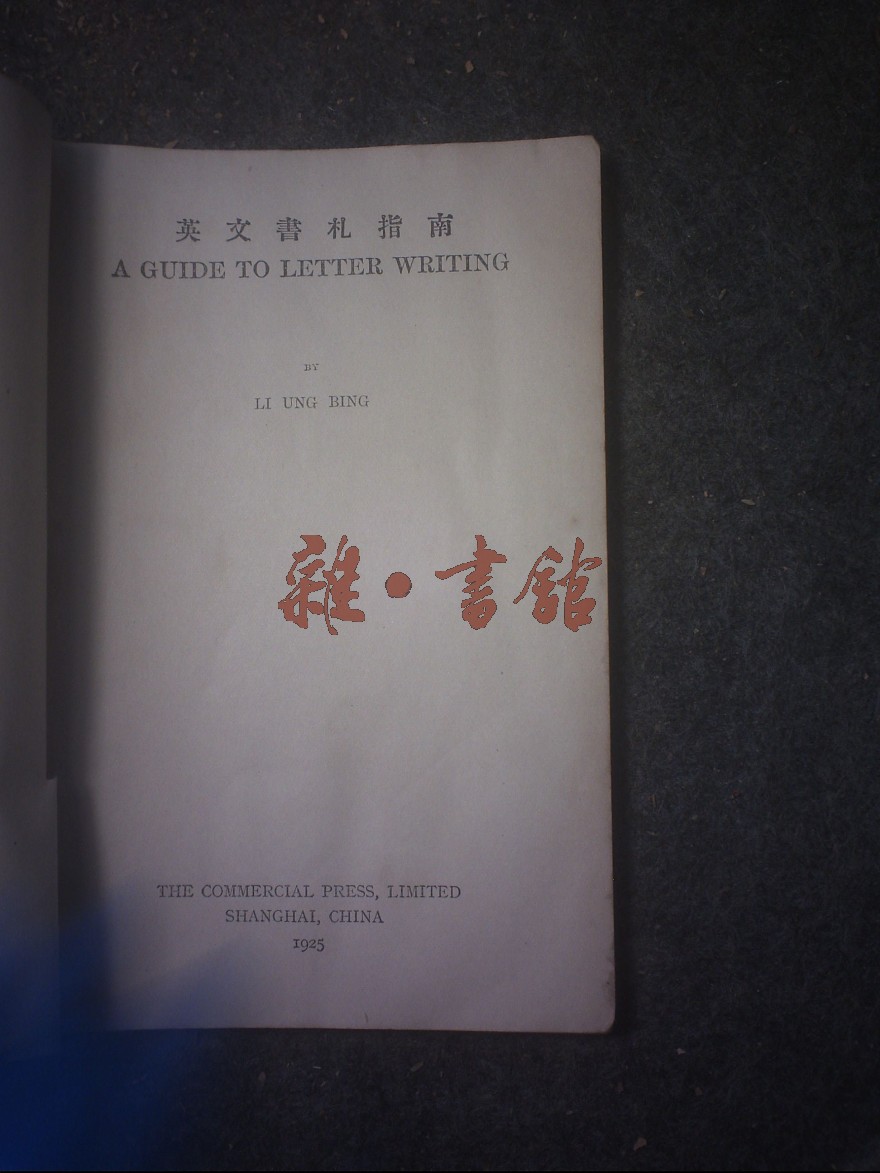 英文書札指南
A GUIDE TO LETTER WRITING
BY
LI UNG BING
雜·書館
THE COMMERCIAL PRESS, LIMITED
SHANGHAI, CHINA
1925